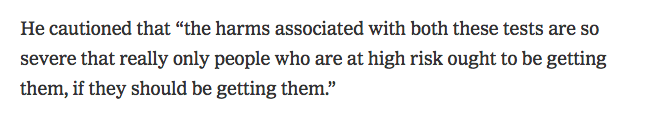 He cautioned that “the harms associated with both these tests are so
severe that really only people who are at high risk ought to be getting
them, if they should be getting them.”